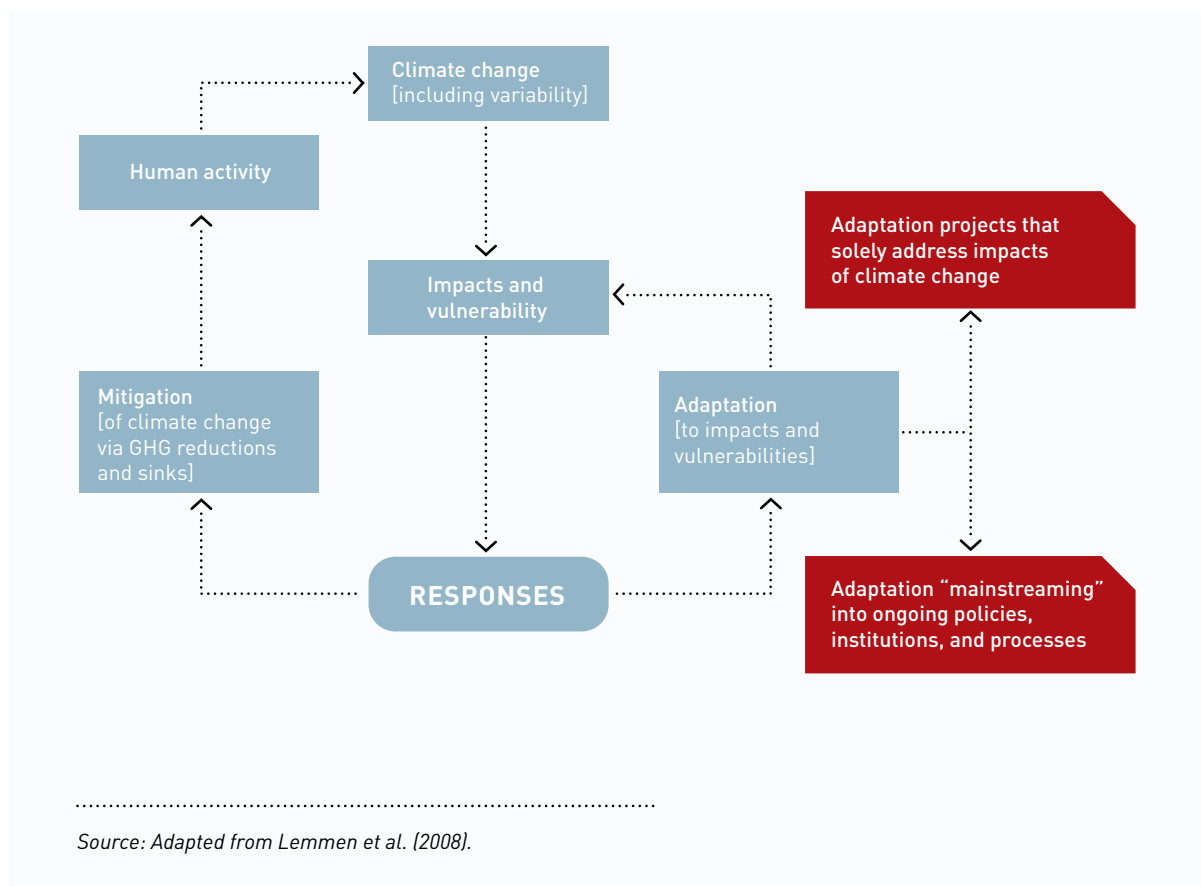 Climate change
[including variability]
Human activity
Adaptation projects that
solely address impacts
of climate change
Impacts and
vulnerability
Mitigation
[of climate change
via GHG reductions
and sinks]
Adaptation
[to impacts and
vulnerabilities]
RESPONSES
Adaptation “mainstreaming”
into ongoing policies,
institutions, and processes
Source: Adapted from Lemmen et al. (2008).